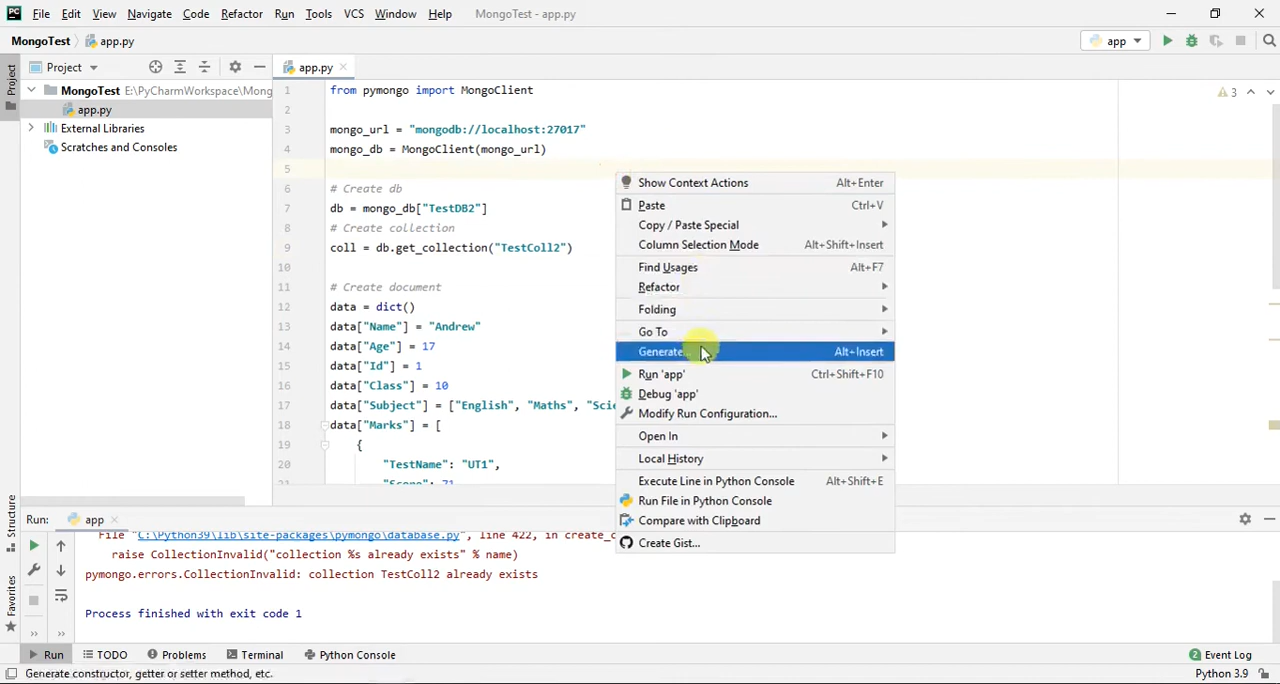 PC File Edit View Navigate Code Refactor Run Tools VCS Window Help MongoTest - app.py
MongoTest app.py app
Project Project app.py
MongoTest E:\PyCharmWorkspace\Mong
app.py
External Libraries
Scratches and Consoles
3
1 from pymongo import MongoClient
2
3 mongo_url = "mongodb://localhost:27017"
4 mongo_db = MongoClient(mongo_url)
5
6 # Create db
7 db = mongo_db["TestDB2"]
8 # Create collection
9 coll = db.get_collection("TestColl2")
10
11 # Create document
12 data = dict()
13 data["Name"] = "Andrew"
14 data["Age"] = 17
15 data["Id"] = 1
16 data["Class"] = 10
17 data["Subject"] = ["English", "Maths", "Scie
18 data["Marks"] = [
19 {
20 "TestName": "UT1",
21 "Score": 71
Show Context Actions Alt+Enter
Paste Ctrl+V
Copy / Paste Special
Column Selection Mode Alt+Shift+Insert
Find Usages Alt+F7
Refactor
Folding
Go To
Generate... Alt+Insert
Run 'app' Ctrl+Shift+F10
Debug 'app'
Modify Run Configuration...
Open In
Local History
Execute Line in Python Console Alt+Shift+E
Run File in Python Console
Compare with Clipboard
Create Gist...
Structure
Favorites
Run: app
File "C:\Python39\lib\site-packages\pymongo\database.py", line 422, in create_c
raise CollectionInvalid("collection %s already exists" % name)
pymongo.errors.CollectionInvalid: collection TestColl2 already exists
Process finished with exit code 1
Run TODO Problems Terminal Python Console 2 Event Log
Generate constructor, getter or setter method, etc. Python 3.9